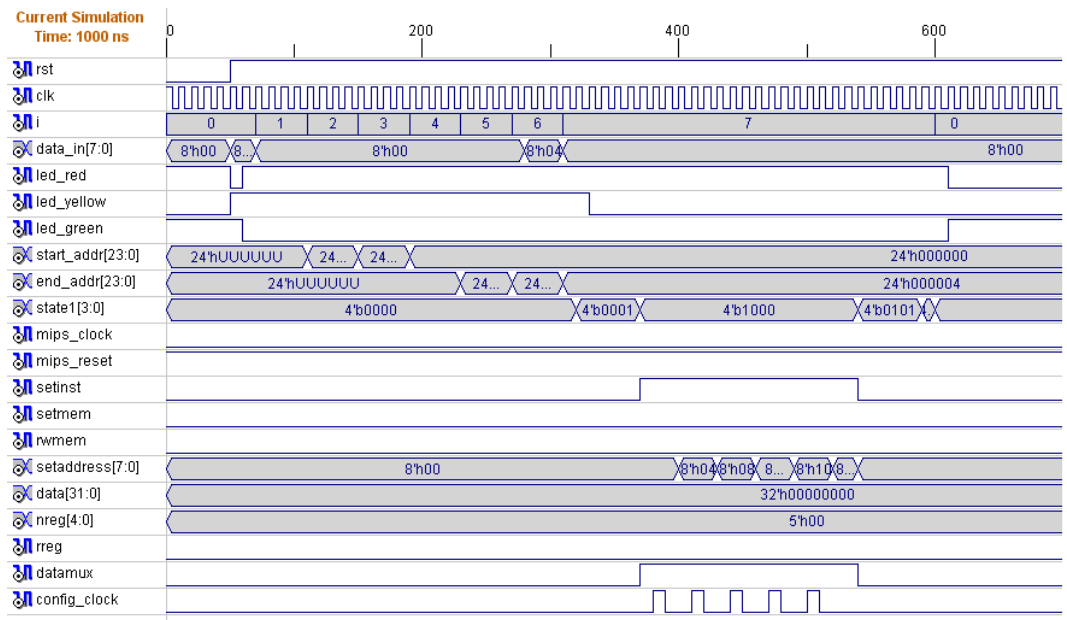 Current Simulation
Time: 1000 ns
0 200 400 600
rst
clk
i 0 1 2 3 4 5 6 7 0
data_in[7:0] 8'h00 8... 8'h00 8'h04 8'h00
led_red
led_yellow
led_green
start_addr[23:0] 24'hUUUUUU 24... 24... 24'h000000
end_addr[23:0] 24'hUUUUUU 24... 24... 24'h000004
state1[3:0] 4'b0000 4'b0001 4'b1000 4'b0101
mips_clock
mips_reset
setinst
setmem
rwmem
setaddress[7:0] 8'h00 8'h04 8'h08 8... 8'h10 8...
data[31:0] 32'h00000000
nreg[4:0] 5'h00
rreg
datamux
config_clock